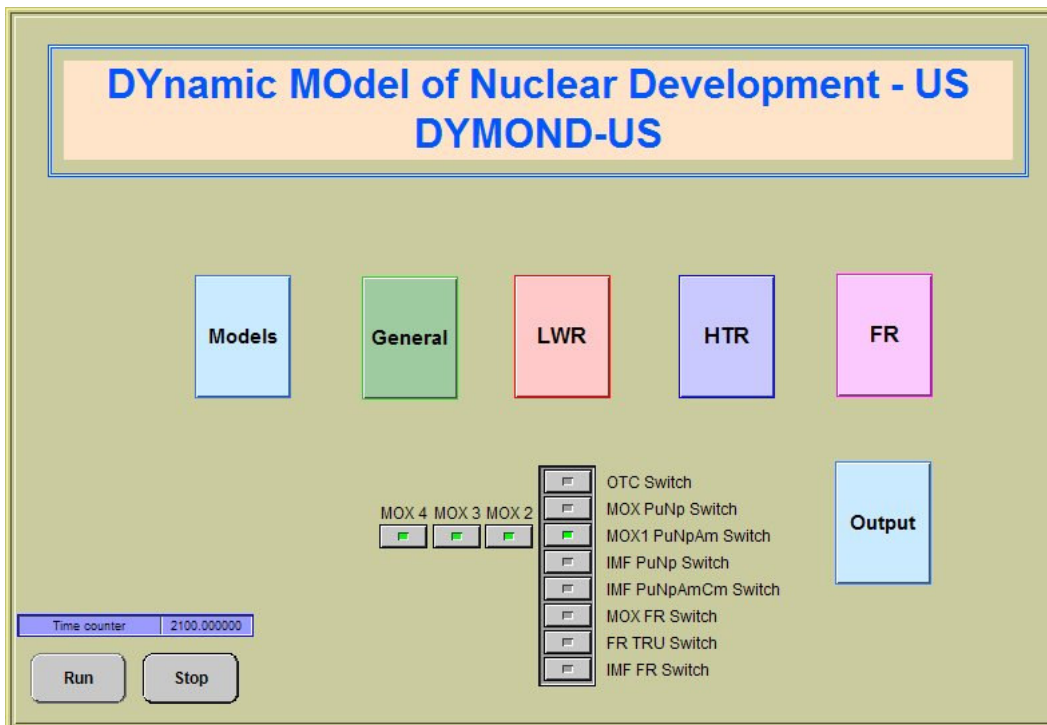 DYnamic MOdel of Nuclear Development - US
DYMOND-US
Models
General
LWR
HTR
FR
OTC Switch
MOX PuNp Switch
MOX 4 MOX 3 MOX 2
MOX1 PuNpAm Switch
IMF PuNp Switch
IMF PuNpAmCm Switch
MOX FR Switch
FR TRU Switch
IMF FR Switch
Output
Time counter 2100.000000
Run
Stop